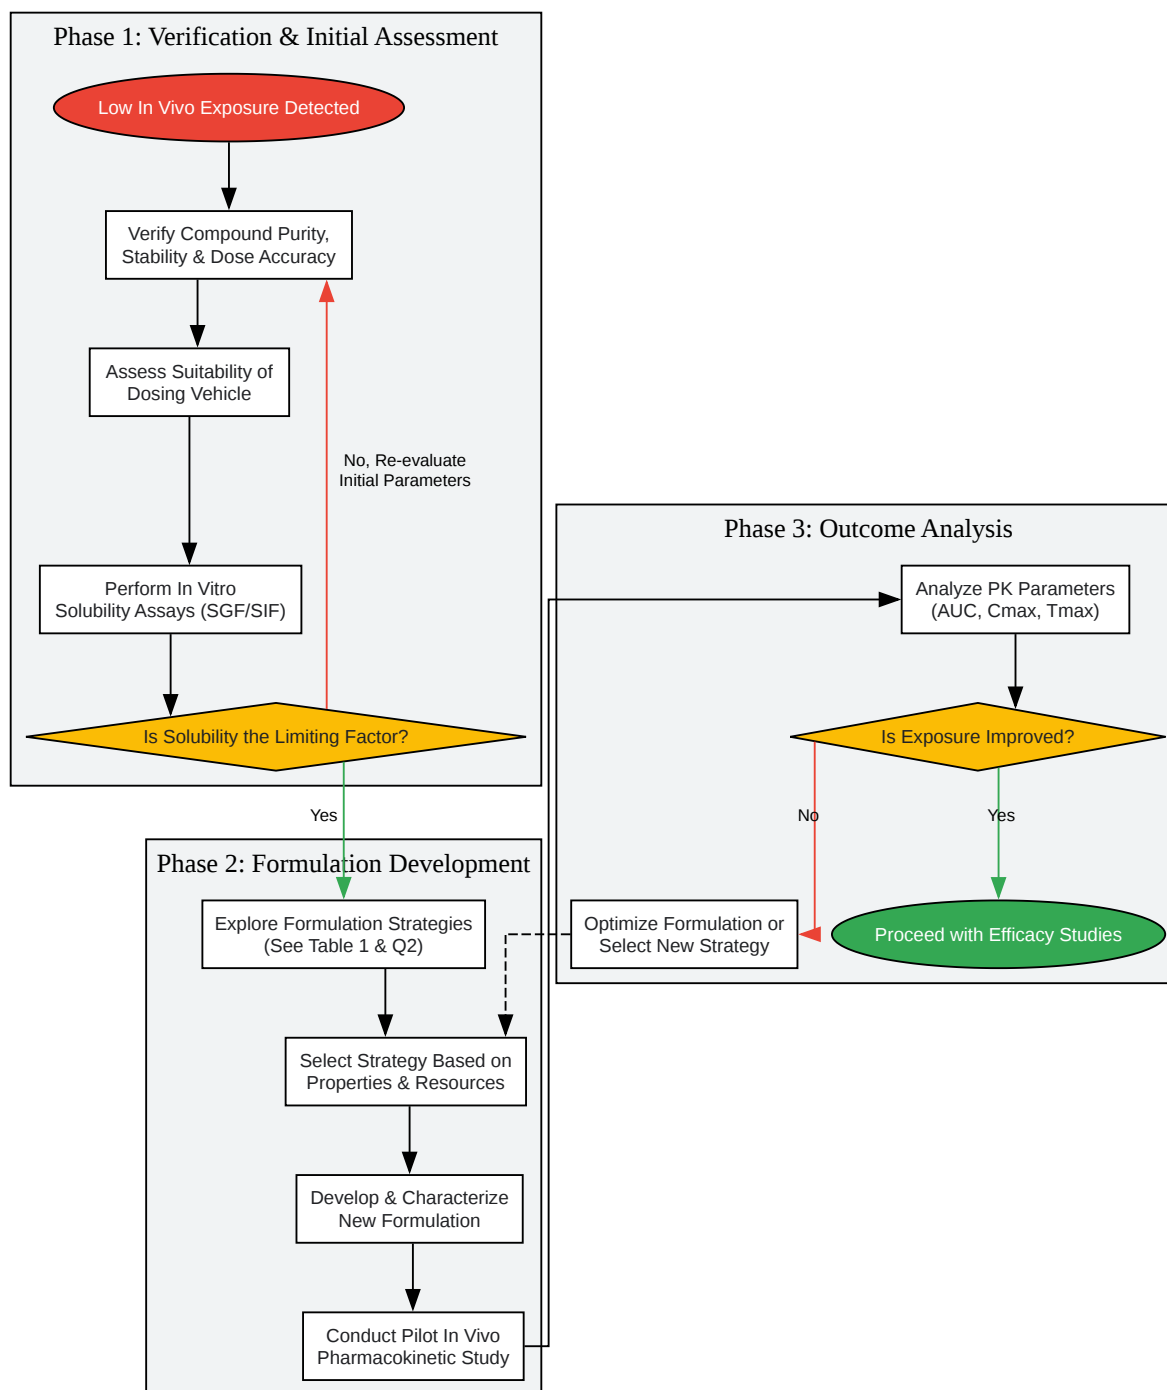 Phase 1: Verification & Initial Assessment
Low In Vivo Exposure Detected
Verify Compound Purity,
Stability & Dose Accuracy
Assess Suitability of
Dosing Vehicle
No, Re-evaluate
Initial Parameters
Perform In Vitro
Solubility Assays (SGF/SIF)
Is Solubility the Limiting Factor?
Yes
Phase 2: Formulation Development
Explore Formulation Strategies
(See Table 1 & Q2)
Select Strategy Based on
Properties & Resources
Develop & Characterize
New Formulation
Conduct Pilot In Vivo
Pharmacokinetic Study
Phase 3: Outcome Analysis
Analyze PK Parameters
(AUC, Cmax, Tmax)
Is Exposure Improved?
No
Yes
Optimize Formulation or
Select New Strategy
Proceed with Efficacy Studies